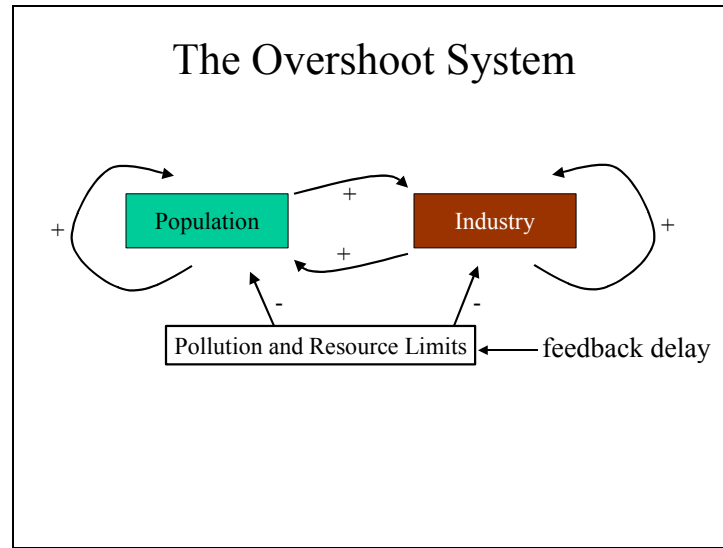 The Overshoot System
+
Population
+
Industry
+
+
-
-
Pollution and Resource Limits
feedback delay